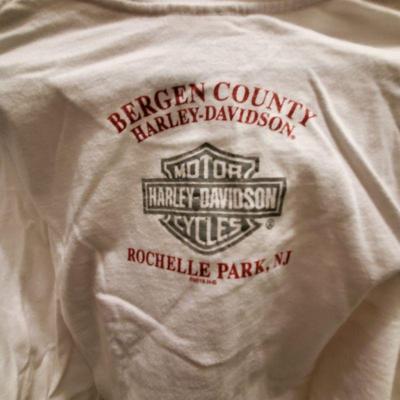 BERGEN COUNTY
HARLEY-DAVIDSON®
MOTOR
HARLEY-DAVIDSON
CYCLES®
ROCHELLE PARK, NJ